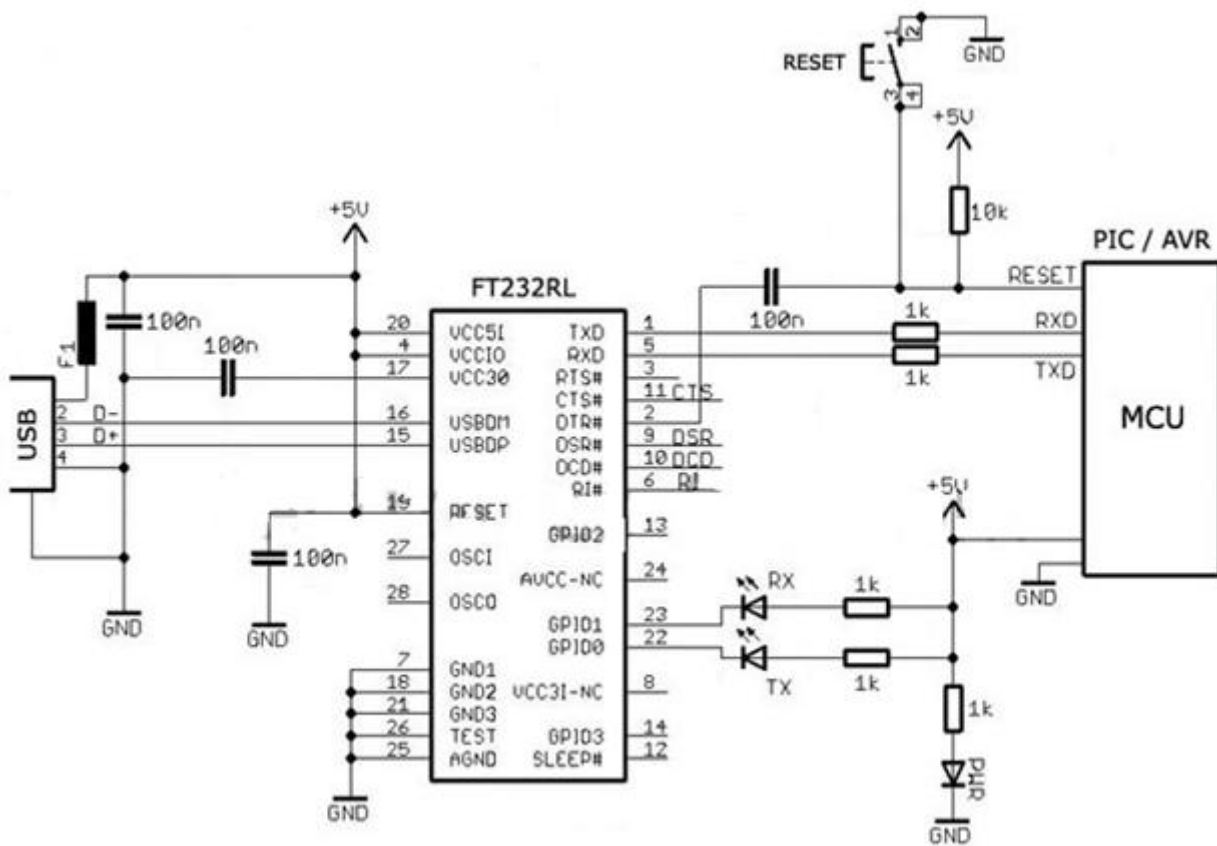 RESET
1
2
3
4
GND
+5V
10k
PIC / AVR
RESET
RXD
TXD
MCU
GND
+5V
F1
100n
100n
USB
2 D-
3 D+
4
GND
100n
GND
FT232RL
20 VCC5I
4 VCCIO
17 VCC3O
16 USBDM
15 USBDP
19 RESET
27 OSCI
28 OSCO
7 GND1
18 GND2
21 GND3
26 TEST
25 AGND
GND
TXD 1
RXD 5
RTS# 3
CTS# 11 CTS
DTR# 2
DSR# 9 DSR
DCD# 10 DCD
RI# 6 RI
GPIO2 13
AVCC-NC 24
GPIO1 23
GPIO0 22
VCC3I-NC 8
GPIO3 14
SLEEP# 12
100n
1k
1k
+5V
RX
1k
TX
1k
1k
PWR
GND